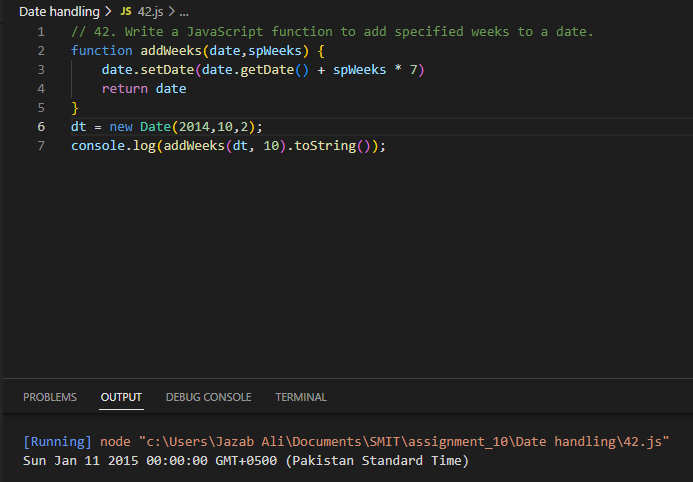 Date handling > JS 42.js > ...
1 // 42. Write a JavaScript function to add specified weeks to a date.
2 function addWeeks(date,spWeeks) {
3 date.setDate(date.getDate() + spWeeks * 7)
4 return date
5 }
6 dt = new Date(2014,10,2);
7 console.log(addWeeks(dt, 10).toString());
PROBLEMS OUTPUT DEBUG CONSOLE TERMINAL
[Running] node "c:\Users\Jazab Ali\Documents\SMIT\assignment_10\Date handling\42.js"
Sun Jan 11 2015 00:00:00 GMT+0500 (Pakistan Standard Time)